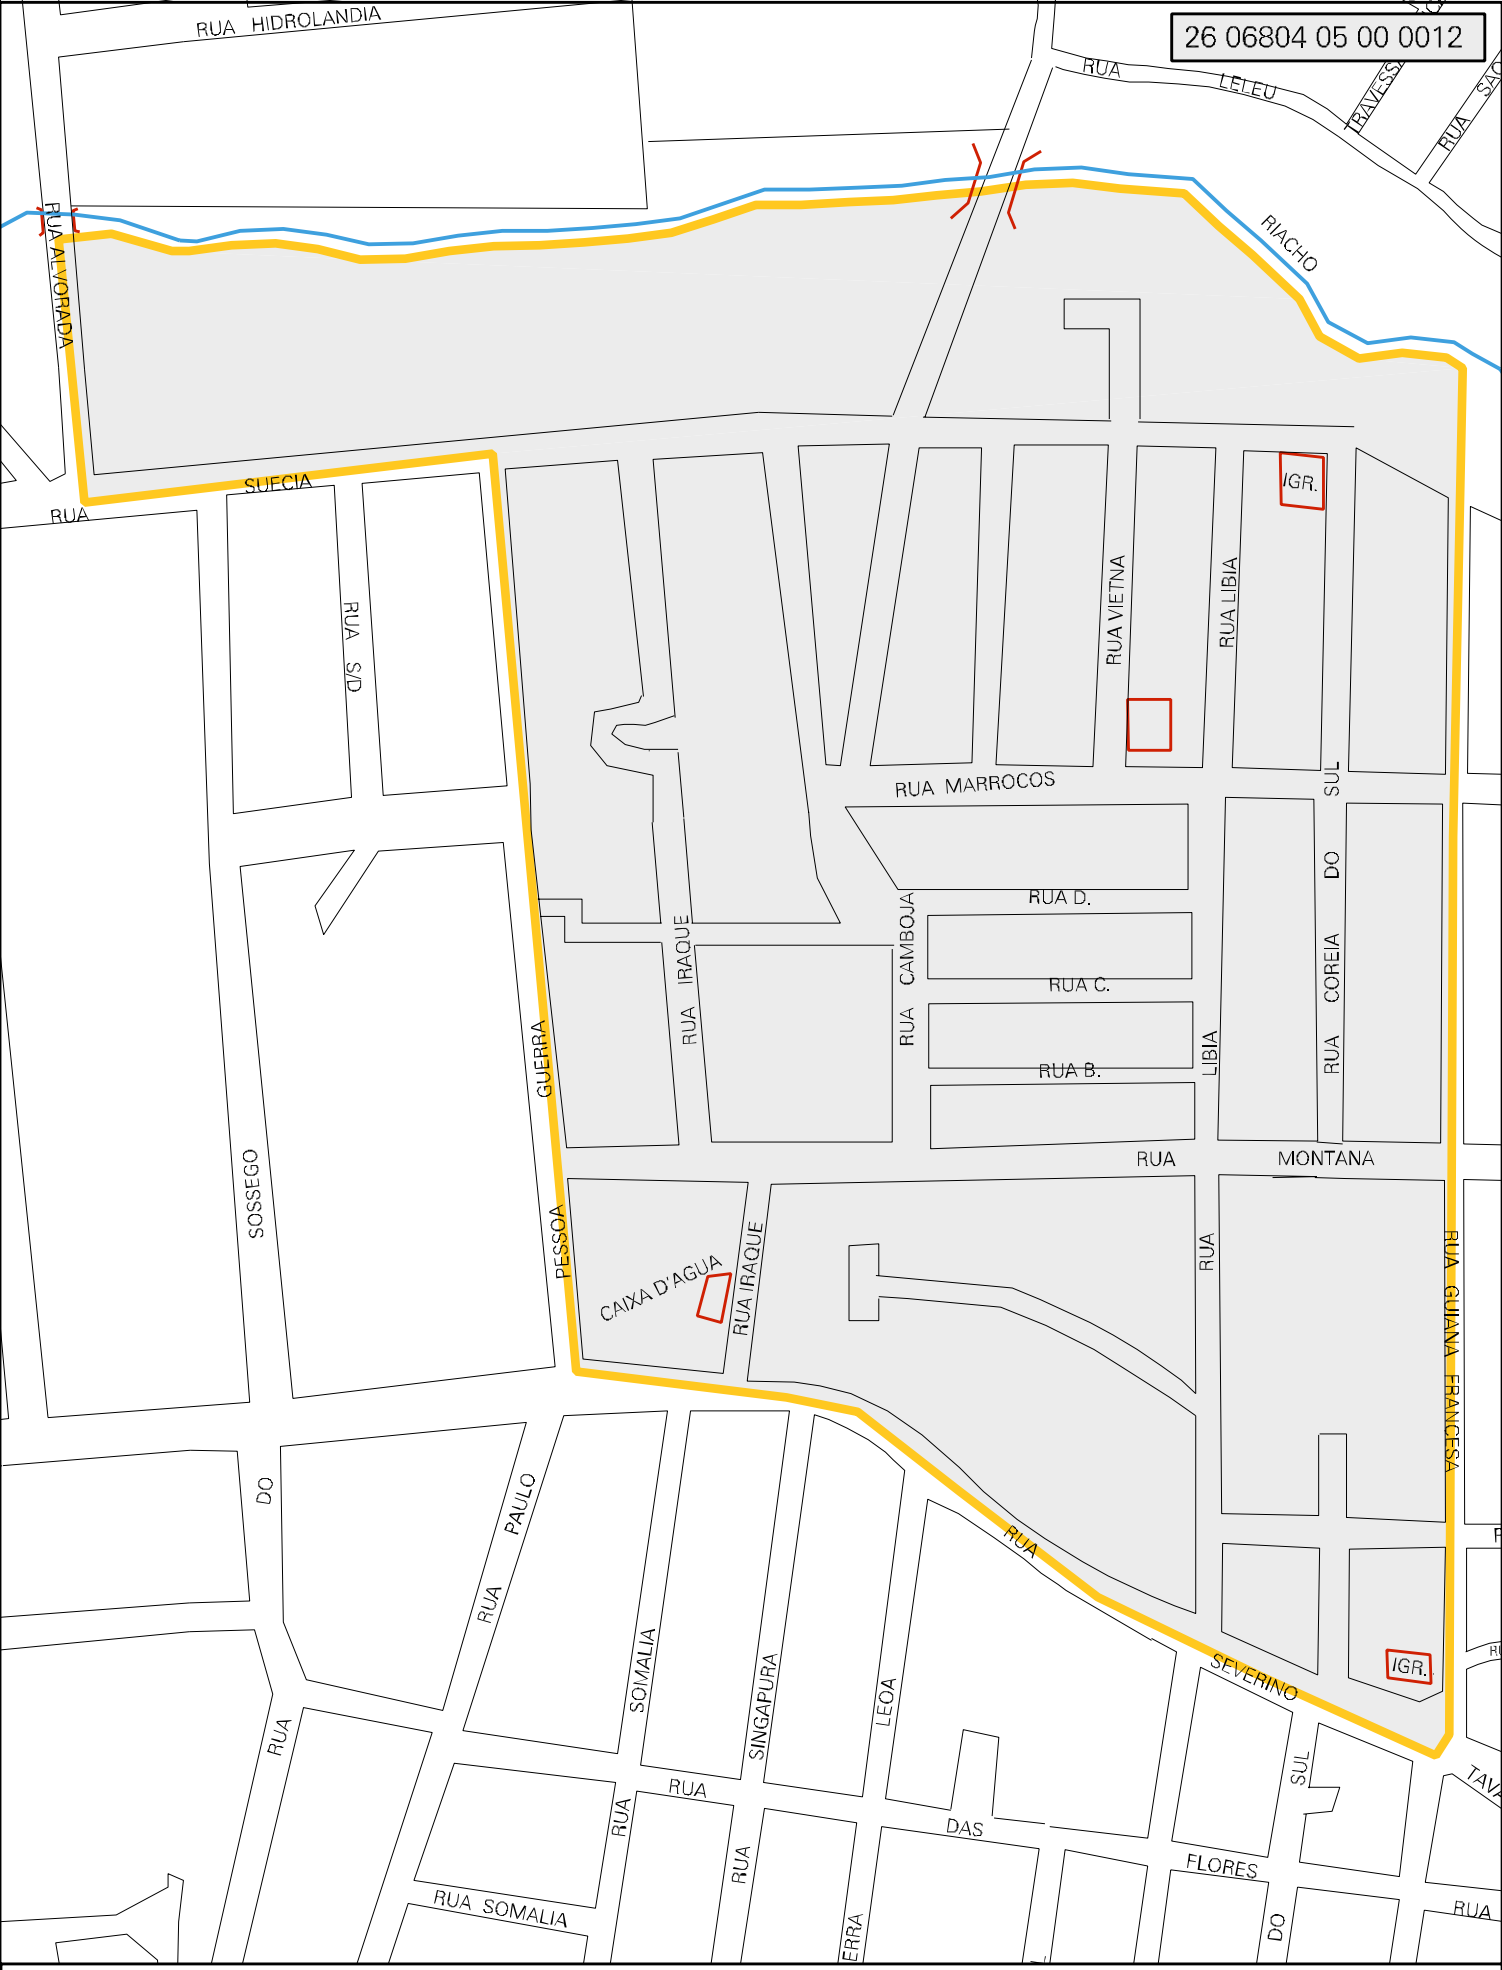 RUA HIDROLANDIA
26 06804 05 00 0012
RUA LELEU
TRAVESSA
RUA SAO
RUA ALVORADA
RIACHO
RUA SUECIA
IGR.
RUA S/D
RUA VIETNA
RUA LIBIA
RUA MARROCOS
RUA COREIA DO SUL
RUA D.
RUA CAMBOJA
RUA IRAQUE
RUA C.
RUA B.
LIBIA
RUA
GUERRA
PESSOA
RUA MONTANA
SOSSEGO
DO
RUA
CAIXA D'AGUA
RUA IRAQUE
RUA GUIANA FRANCESA
PAULO
RUA
RUA
SEVERINO
IGR.
SOMALIA
RUA
SINGAPURA
RUA
LEOA
ERRA
SUL
DO
TAVA
RUA DAS FLORES
RUA
RUA SOMALIA